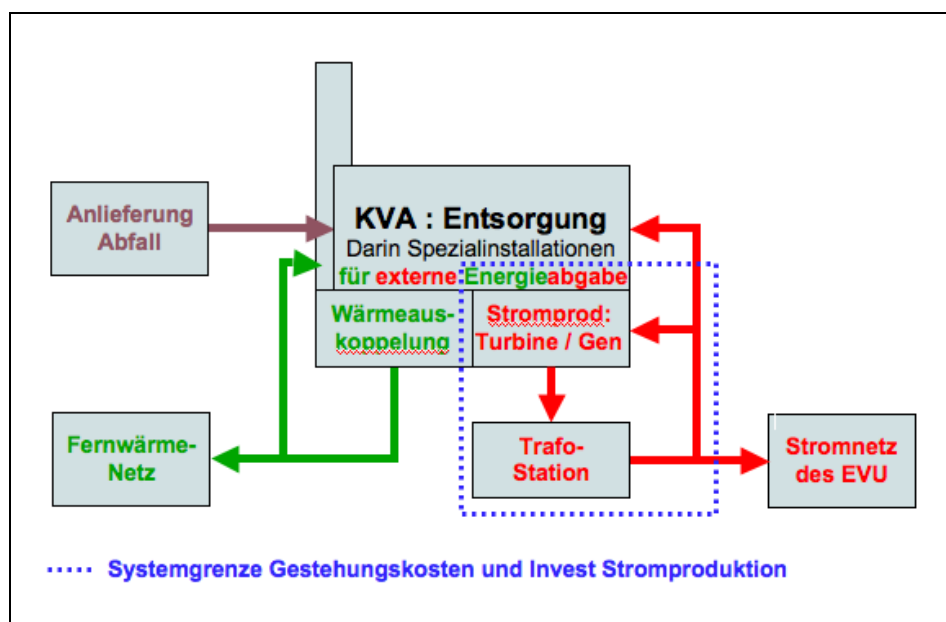 Anlieferung
Abfall
KVA : Entsorgung
Darin Spezialinstallationen
für externe Energieabgabe
Wärmeaus-
koppelung
Stromprod:
Turbine / Gen
Fernwärme-
Netz
Trafo-
Station
Stromnetz
des EVU
Systemgrenze Gestehungskosten und Invest Stromproduktion